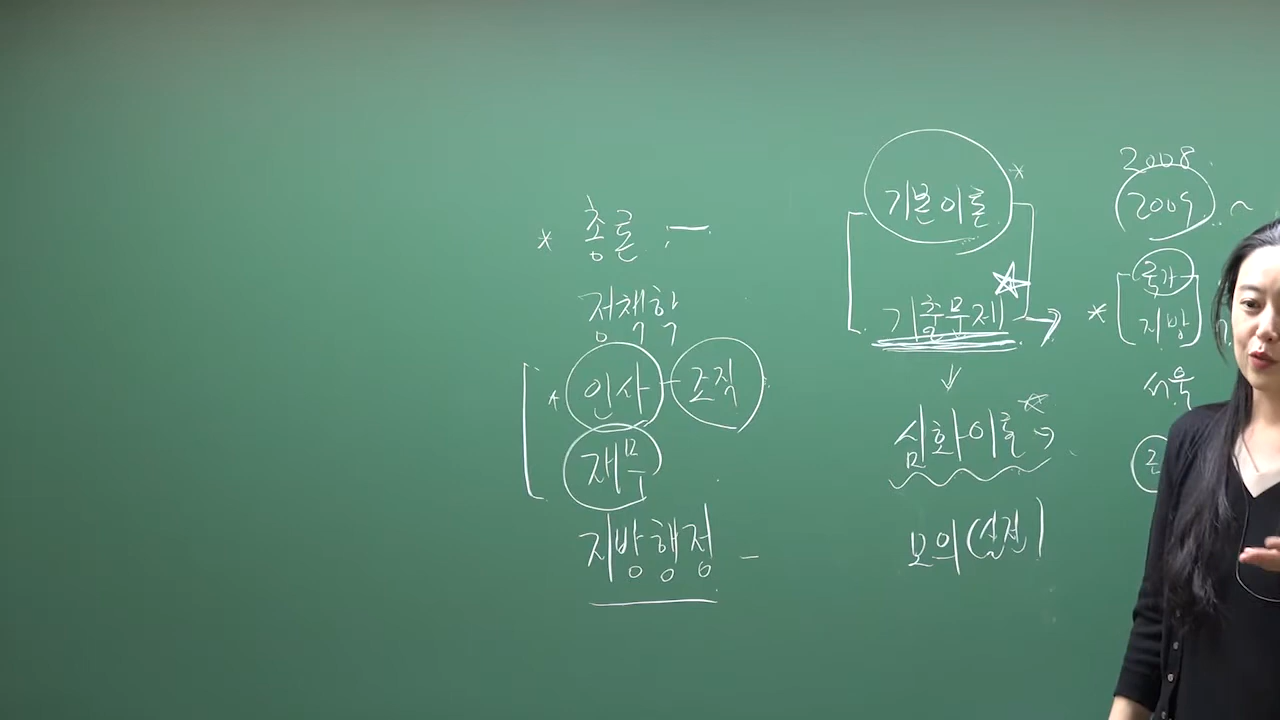 * 총론 : ㅡ
정책학
* 인사 - 조직
재무
지방행정 -
기본이론 *
기출문제
심화이론
모의(실전)
2008
2009 ~
국가
* 지방
서울